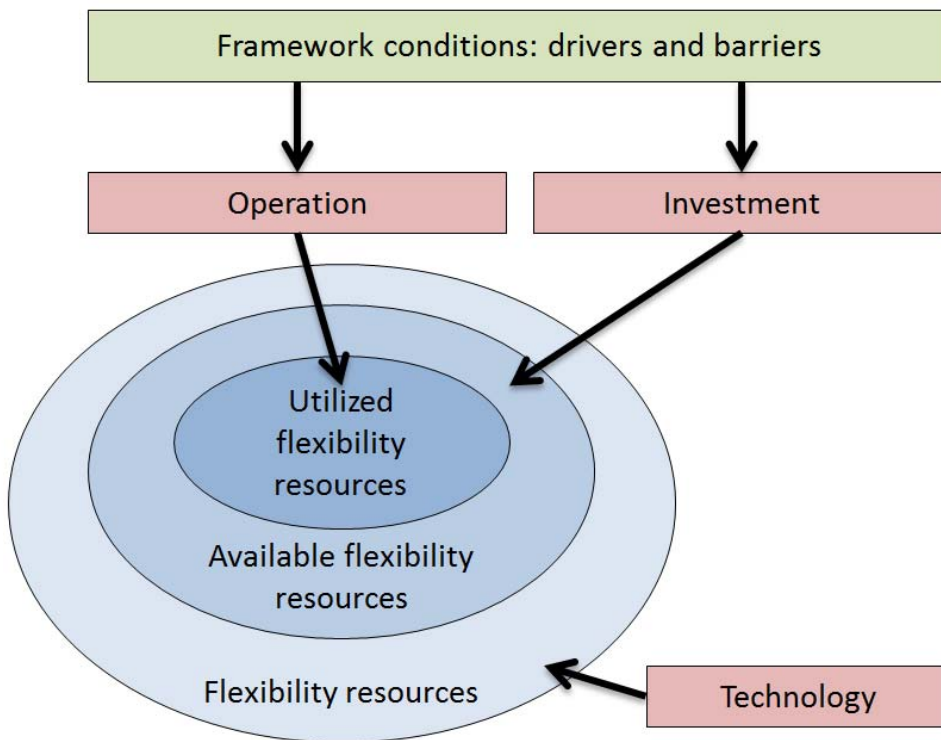 Framework conditions: drivers and barriers
Operation
Investment
Utilized
flexibility
resources
Available flexibility
resources
Flexibility resources
Technology